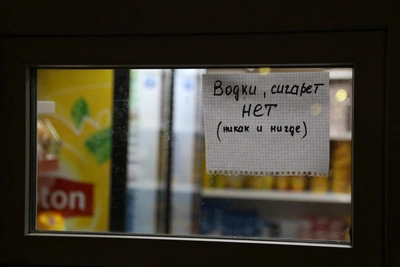 Водки, сигарет
нет
(никак и нигде)
ton